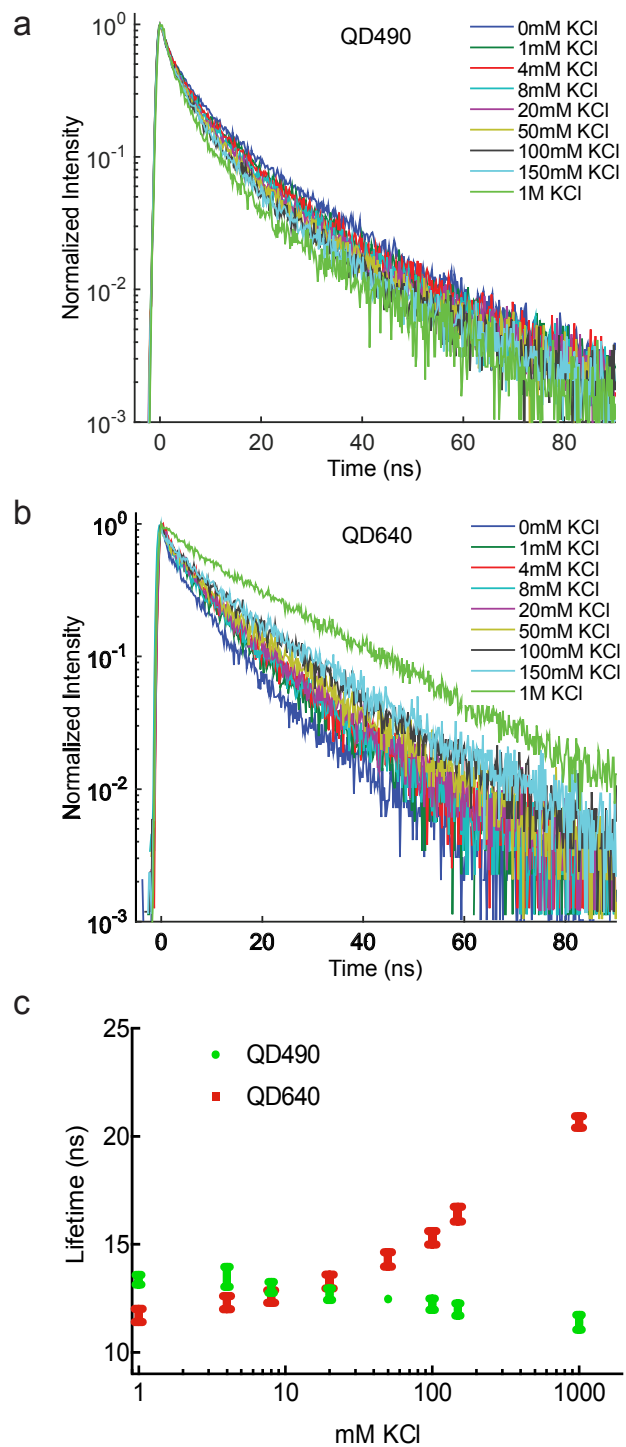 a
QD490
0mM KCl
1mM KCl
4mM KCl
8mM KCl
20mM KCl
50mM KCl
100mM KCl
150mM KCl
1M KCl
10^0
10^-1
10^-2
10^-3
Normalized Intensity
0 20 40 60 80
Time (ns)
b
QD640
0mM KCl
1mM KCl
4mM KCl
8mM KCl
20mM KCl
50mM KCl
100mM KCl
150mM KCl
1M KCl
10^0
10^-1
10^-2
10^-3
Normalized Intensity
0 20 40 60 80
Time (ns)
c
QD490
QD640
25
20
15
10
Lifetime (ns)
1 10 100 1000
mM KCl